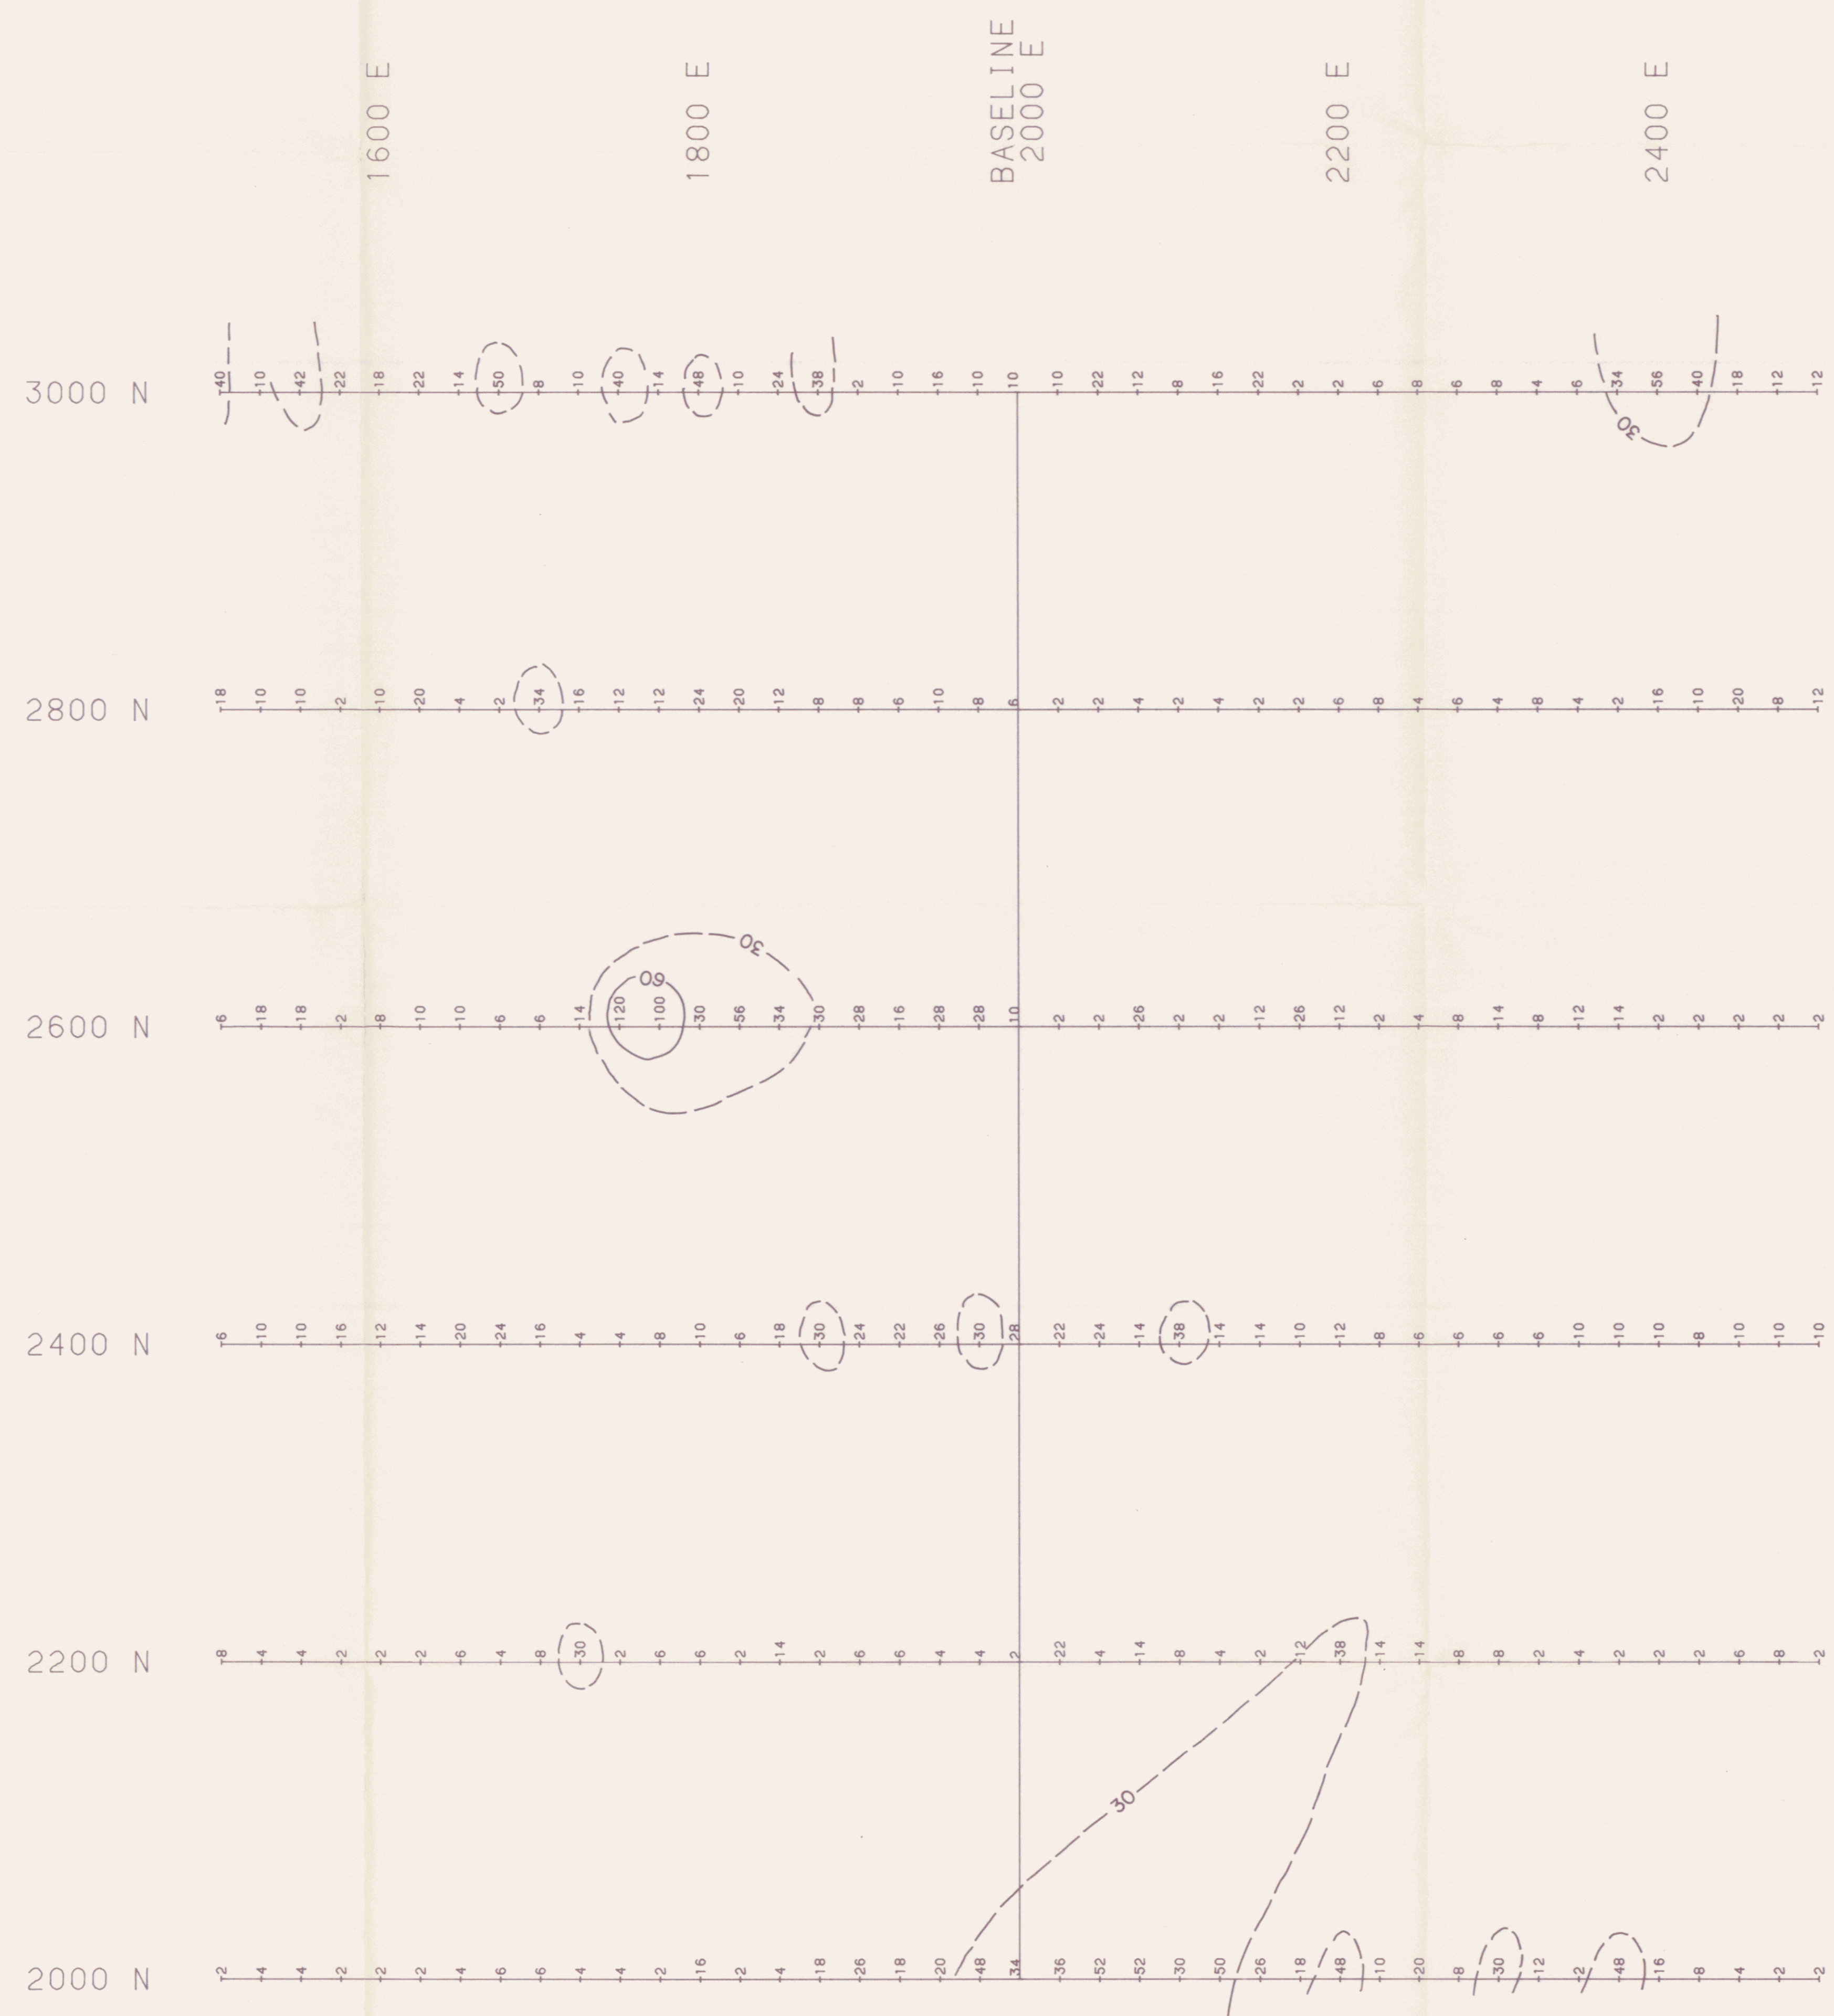 1600 E
1800 E
BASELINE
2000 E
2200 E
2400 E
3000 N
40 10 42 22 18 22 14 50 8 10 40 14 48 10 24 38 2 10 16 10 10 10 22 12 8 16 22 2 2 6 8 6 8 4 6 34 56 40 18 12 12
30
2800 N
18 10 10 2 10 20 4 2 34 16 12 12 24 20 12 8 8 6 10 8 6 2 2 4 2 4 2 2 6 8 4 6 4 8 4 2 16 10 20 8 12
30
60
2600 N
6 18 18 2 8 10 10 6 6 14 120 100 30 56 34 30 28 16 28 28 10 2 2 26 2 2 12 26 12 2 4 8 14 8 12 14 2 2 2 2 2
2400 N
6 10 10 16 12 14 20 24 16 4 4 8 10 6 18 30 24 22 26 30 28 22 24 14 38 14 14 10 12 8 6 6 6 6 10 10 10 8 10 10 10
2200 N
8 4 4 2 2 2 6 4 8 30 2 6 6 2 14 2 6 6 4 4 2 22 4 14 8 4 2 12 38 14 14 8 8 2 4 2 2 2 6 8 2
30
2000 N
2 4 4 2 2 2 4 6 6 4 4 2 16 2 4 18 26 18 20 48 34 36 52 52 30 50 26 18 48 10 20 8 30 12 2 48 16 8 4 2 2